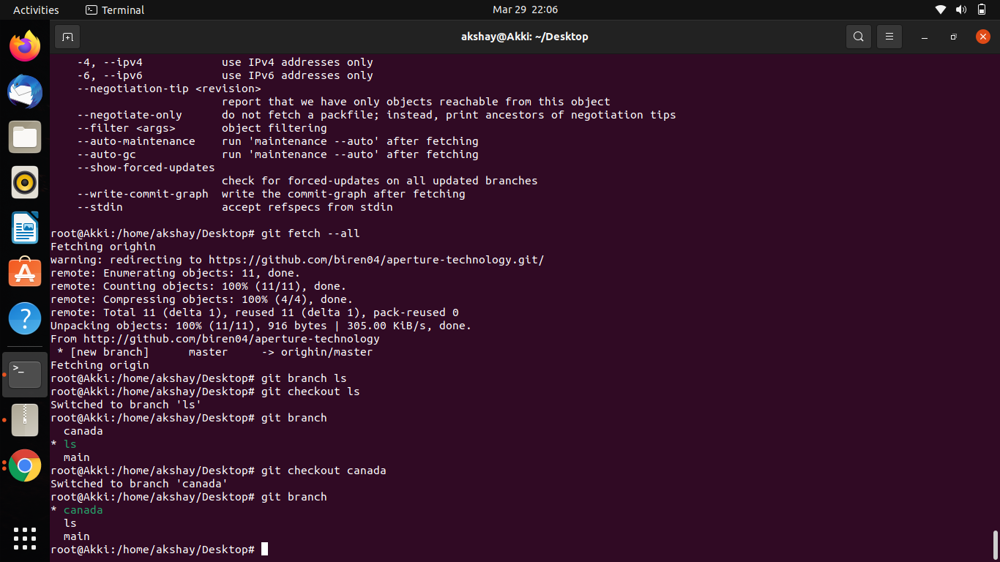 Activities
Terminal
Mar 29 22:06
akshay@Akki: ~/Desktop
-4, --ipv4 use IPv4 addresses only
-6, --ipv6 use IPv6 addresses only
--negotiation-tip <revision>
report that we have only objects reachable from this object
--negotiate-only do not fetch a packfile; instead, print ancestors of negotiation tips
--filter <args> object filtering
--auto-maintenance run 'maintenance --auto' after fetching
--auto-gc run 'maintenance --auto' after fetching
--show-forced-updates
check for forced-updates on all updated branches
--write-commit-graph write the commit-graph after fetching
--stdin accept refspecs from stdin
root@Akki:/home/akshay/Desktop# git fetch --all
Fetching orighin
warning: redirecting to https://github.com/biren04/aperture-technology.git/
remote: Enumerating objects: 11, done.
remote: Counting objects: 100% (11/11), done.
remote: Compressing objects: 100% (4/4), done.
remote: Total 11 (delta 1), reused 11 (delta 1), pack-reused 0
Unpacking objects: 100% (11/11), 916 bytes | 305.00 KiB/s, done.
From http://github.com/biren04/aperture-technology
* [new branch] master -> orighin/master
Fetching origin
root@Akki:/home/akshay/Desktop# git branch ls
root@Akki:/home/akshay/Desktop# git checkout ls
Switched to branch 'ls'
root@Akki:/home/akshay/Desktop# git branch
canada
* ls
main
root@Akki:/home/akshay/Desktop# git checkout canada
Switched to branch 'canada'
root@Akki:/home/akshay/Desktop# git branch
* canada
ls
main
root@Akki:/home/akshay/Desktop#